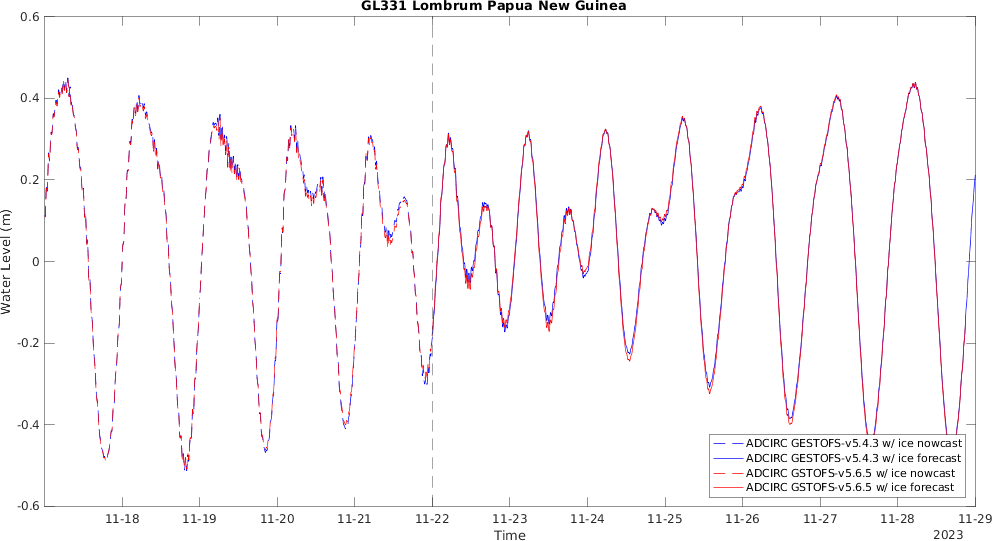 GL331 Lombrum Papua New Guinea
0.6
0.4
0.2
0
-0.2
-0.4
-0.6
Water Level (m)
ADCIRC GESTOFS-v5.4.3 w/ ice nowcast
ADCIRC GESTOFS-v5.4.3 w/ ice forecast
ADCIRC GSTOFS-v5.6.5 w/ ice nowcast
ADCIRC GSTOFS-v5.6.5 w/ ice forecast
11-18 11-19 11-20 11-21 11-22 11-23 11-24 11-25 11-26 11-27 11-28 11-29
Time
2023